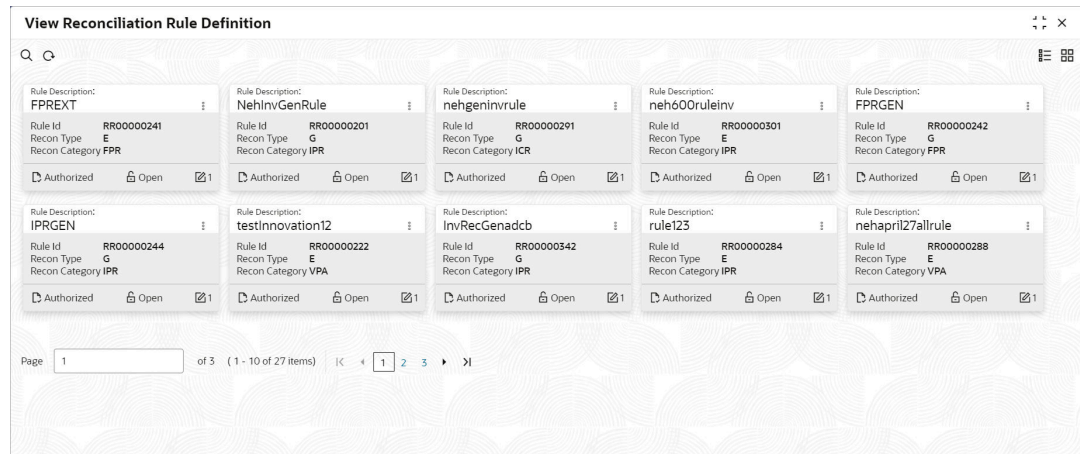 View Reconciliation Rule Definition
Rule Description:
FPREXT
Rule Id RR00000241
Recon Type E
Recon Category FPR
Authorized Open 1
Rule Description:
NehInvGenRule
Rule Id RR00000201
Recon Type G
Recon Category IPR
Authorized Open 1
Rule Description:
nehgeninvrule
Rule Id RR00000291
Recon Type G
Recon Category ICR
Authorized Open 1
Rule Description:
neh600ruleinv
Rule Id RR00000301
Recon Type E
Recon Category IPR
Authorized Open 1
Rule Description:
FPRGEN
Rule Id RR00000242
Recon Type G
Recon Category FPR
Authorized Open 1
Rule Description:
IPRGEN
Rule Id RR00000244
Recon Type G
Recon Category IPR
Authorized Open 1
Rule Description:
testInnovation12
Rule Id RR00000222
Recon Type E
Recon Category VPA
Authorized Open 1
Rule Description:
InvRecGenadcb
Rule Id RR00000342
Recon Type G
Recon Category IPR
Authorized Open 1
Rule Description:
rule123
Rule Id RR00000284
Recon Type E
Recon Category IPR
Authorized Open 1
Rule Description:
nehapril27allrule
Rule Id RR00000288
Recon Type E
Recon Category VPA
Authorized Open 1
Page 1 of 3 (1 - 10 of 27 items) 1 2 3